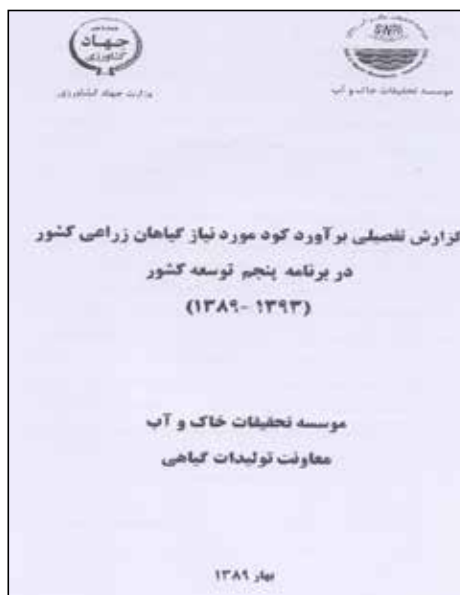 جهاد
کشاورزی
وزارت جهاد کشاورزی
SWRI
موسسه تحقیقات خاک و آب
گزارش تفصیلی برآورد کود مورد نیاز گیاهان زراعی کشور
در برنامه پنجم توسعه کشور
(۱۳۸۹- ۱۳۹۳)
موسسه تحقیقات خاک و آب
معاونت تولیدات گیاهی
بهار ۱۳۸۹